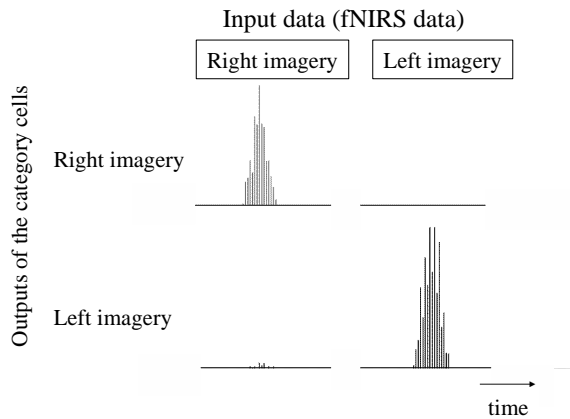 Input data (fNIRS data)
Right imagery
Left imagery
Outputs of the category cells
Right imagery
Left imagery
time